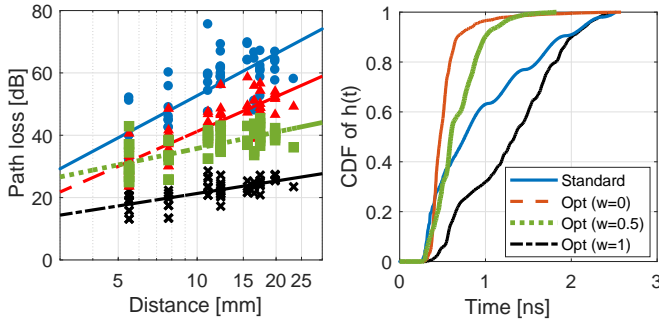 80
60
40
20
0
Path loss [dB]
5 10 15 20 25
Distance [mm]
1
0.8
0.6
0.4
0.2
0
CDF of h(t)
Standard
Opt (w=0)
Opt (w=0.5)
Opt (w=1)
0 1 2 3
Time [ns]